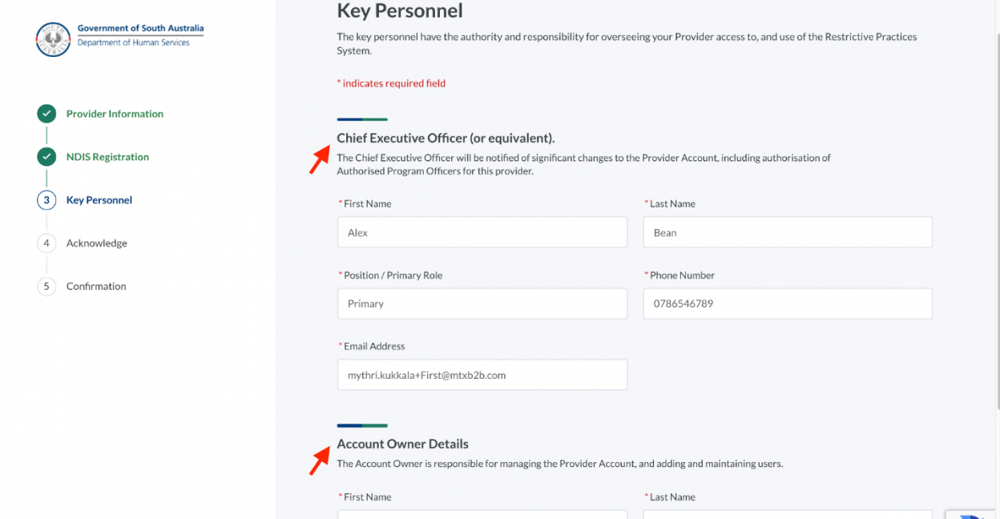 Government of South Australia
Department of Human Services
Provider Information
NDIS Registration
3 Key Personnel
4 Acknowledge
5 Confirmation
Key Personnel
The key personnel have the authority and responsibility for overseeing your Provider access to, and use of the Restrictive Practices
System.
* indicates required field
Chief Executive Officer (or equivalent).
The Chief Executive Officer will be notified of significant changes to the Provider Account, including authorisation of
Authorised Program Officers for this provider.
* First Name * Last Name
Alex Bean
* Position / Primary Role * Phone Number
Primary 0786546789
* Email Address
mythri.kukkala+First@mtxb2b.com
Account Owner Details
The Account Owner is responsible for managing the Provider Account, and adding and maintaining users.
* First Name * Last Name